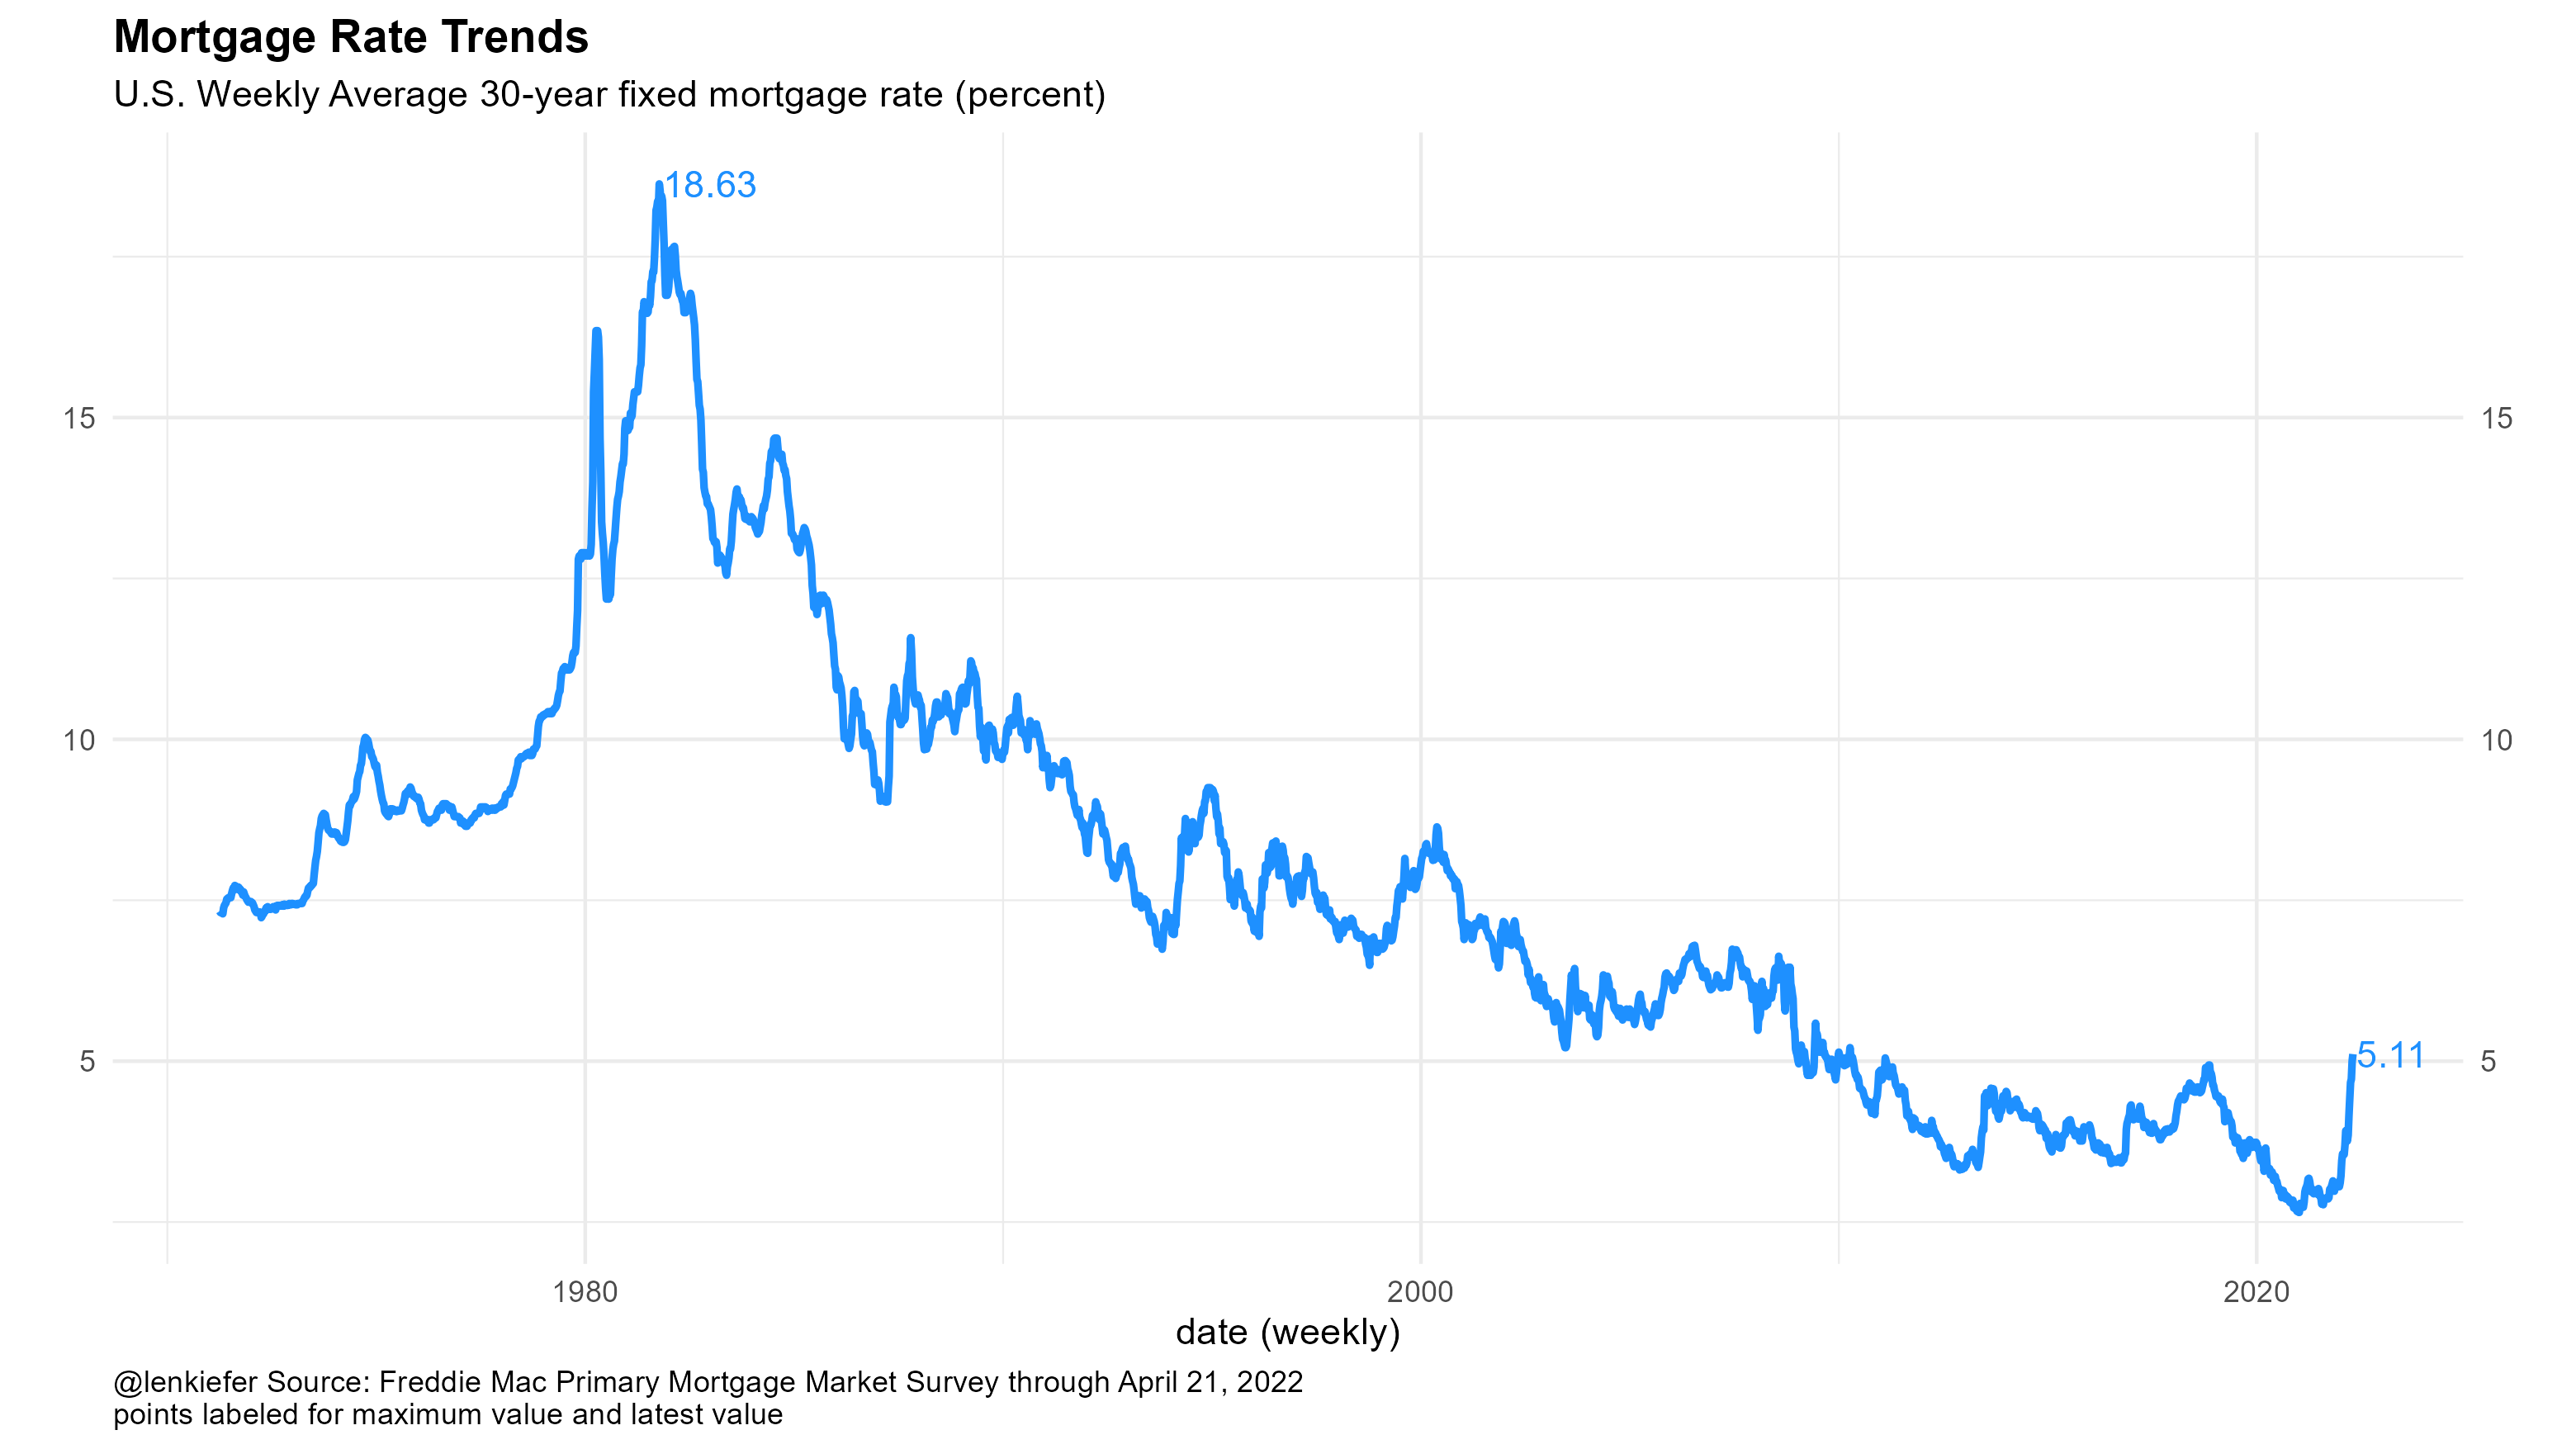 Mortgage Rate Trends
U.S. Weekly Average 30-year fixed mortgage rate (percent)
18.63
15 15
10 10
5.11
5 5
1980 2000 2020
date (weekly)
@lenkiefer Source: Freddie Mac Primary Mortgage Market Survey through April 21, 2022
points labeled for maximum value and latest value